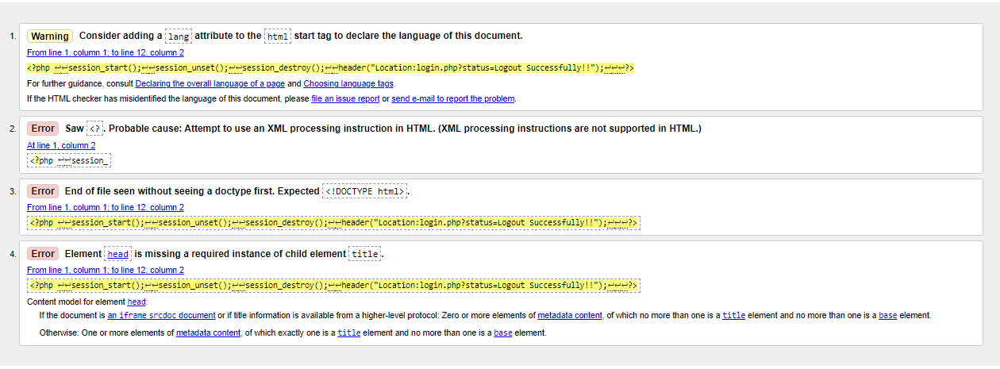 1. Warning Consider adding a lang attribute to the html start tag to declare the language of this document.
From line 1, column 1; to line 12, column 2
<?php ↩↩session_start();↩↩session_unset();↩↩session_destroy();↩↩header("Location:login.php?status=Logout Successfully!!");↩↩↩?>
For further guidance, consult Declaring the overall language of a page and Choosing language tags.
If the HTML checker has misidentified the language of this document, please file an issue report or send e-mail to report the problem.
2. Error Saw <?. Probable cause: Attempt to use an XML processing instruction in HTML. (XML processing instructions are not supported in HTML.)
At line 1, column 2
<?php ↩↩session_
3. Error End of file seen without seeing a doctype first. Expected <!DOCTYPE html>.
From line 1, column 1; to line 12, column 2
<?php ↩↩session_start();↩↩session_unset();↩↩session_destroy();↩↩header("Location:login.php?status=Logout Successfully!!");↩↩↩?>
4. Error Element head is missing a required instance of child element title.
From line 1, column 1; to line 12, column 2
<?php ↩↩session_start();↩↩session_unset();↩↩session_destroy();↩↩header("Location:login.php?status=Logout Successfully!!");↩↩↩?>
Content model for element head:
If the document is an iframe srcdoc document or if title information is available from a higher-level protocol: Zero or more elements of metadata content, of which no more than one is a title element and no more than one is a base element.
Otherwise: One or more elements of metadata content, of which exactly one is a title element and no more than one is a base element.